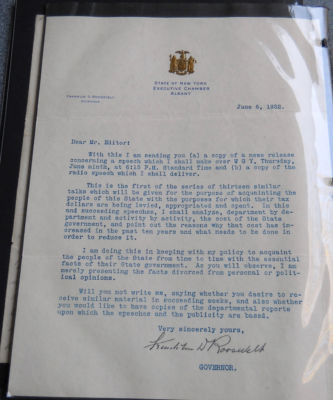 STATE OF NEW YORK
EXECUTIVE CHAMBER
ALBANY
FRANKLIN D. ROOSEVELT
GOVERNOR
June 6, 1932.
Dear Mr. Editor:
With this I am sending you (a) a copy of a news release
concerning a speech which I shall make over W G Y, Thursday,
June ninth, at 6:15 P.M. Standard Time and (b) a copy of the
radio speech which I shall deliver.
This is the first of the series of thirteen similar
talks which will be given for the purpose of acquainting the
people of this State with the purposes for which their tax
dollars are being levied, appropriated and spent. In this
and succeeding speeches, I shall analyze, department by de-
partment and activity by activity, the cost of the State
government, and point out the reasons why that cost has in-
creased in the past ten years and what needs to be done in
order to reduce it.
I am doing this in keeping with my policy to acquaint
the people of the State from time to time with the essential
facts of their State government. As you will observe, I am
merely presenting the facts divorced from personal or polit-
ical opinions.
Will you not write me, saying whether you desire to re-
ceive similar material in succeeding weeks, and also whether
you would like to have copies of the departmental reports
upon which the speeches and the publicity are based.
Very sincerely yours,
Franklin D Roosevelt
GOVERNOR.